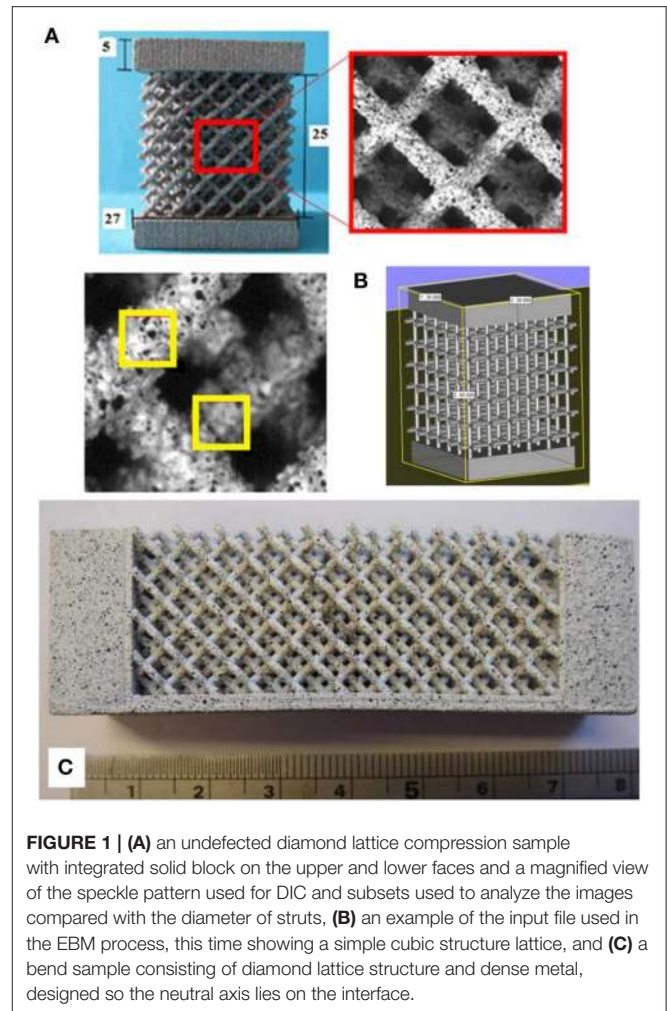 A
5
25
27
B
C
1 2 3 4 5 6 7 8
FIGURE 1 | (A) an undefected diamond lattice compression sample
with integrated solid block on the upper and lower faces and a magnified view
of the speckle pattern used for DIC and subsets used to analyze the images
compared with the diameter of struts, (B) an example of the input file used in
the EBM process, this time showing a simple cubic structure lattice, and (C) a
bend sample consisting of diamond lattice structure and dense metal,
designed so the neutral axis lies on the interface.